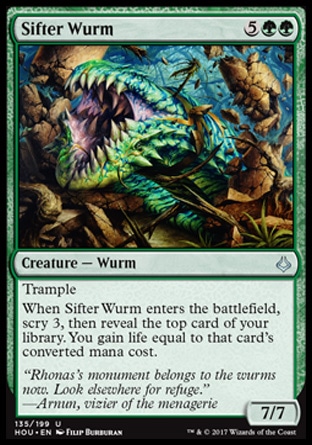 Sifter Wurm 5
Creature — Wurm
Trample
When Sifter Wurm enters the battlefield,
scry 3, then reveal the top card of your
library. You gain life equal to that card's
converted mana cost.
“Rhonas's monument belongs to the wurms
now. Look elsewhere for refuge.”
—Arnun, vizier of the menagerie
7/7
135/199 U
HOU • EN Filip Burburan
™ & © 2017 Wizards of the Coast